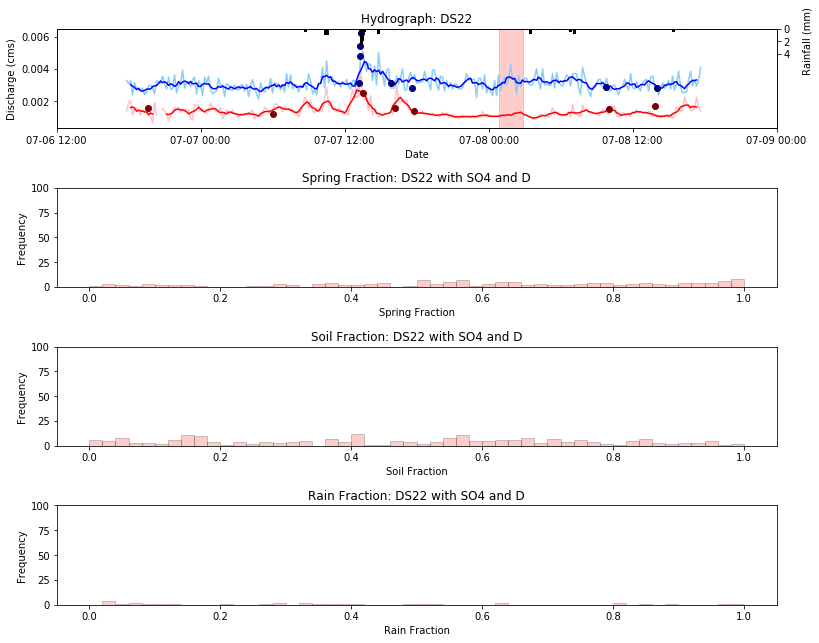 Hydrograph: DS22
0.006
0.004
0.002
Discharge (cms)
0
2
4
Rainfall (mm)
07-06 12:00 07-07 00:00 07-07 12:00 07-08 00:00 07-08 12:00 07-09 00:00
Date
Spring Fraction: DS22 with SO4 and D
100
75
50
25
0
Frequency
0.0 0.2 0.4 0.6 0.8 1.0
Spring Fraction
Soil Fraction: DS22 with SO4 and D
100
75
50
25
0
Frequency
0.0 0.2 0.4 0.6 0.8 1.0
Soil Fraction
Rain Fraction: DS22 with SO4 and D
100
75
50
25
0
Frequency
0.0 0.2 0.4 0.6 0.8 1.0
Rain Fraction